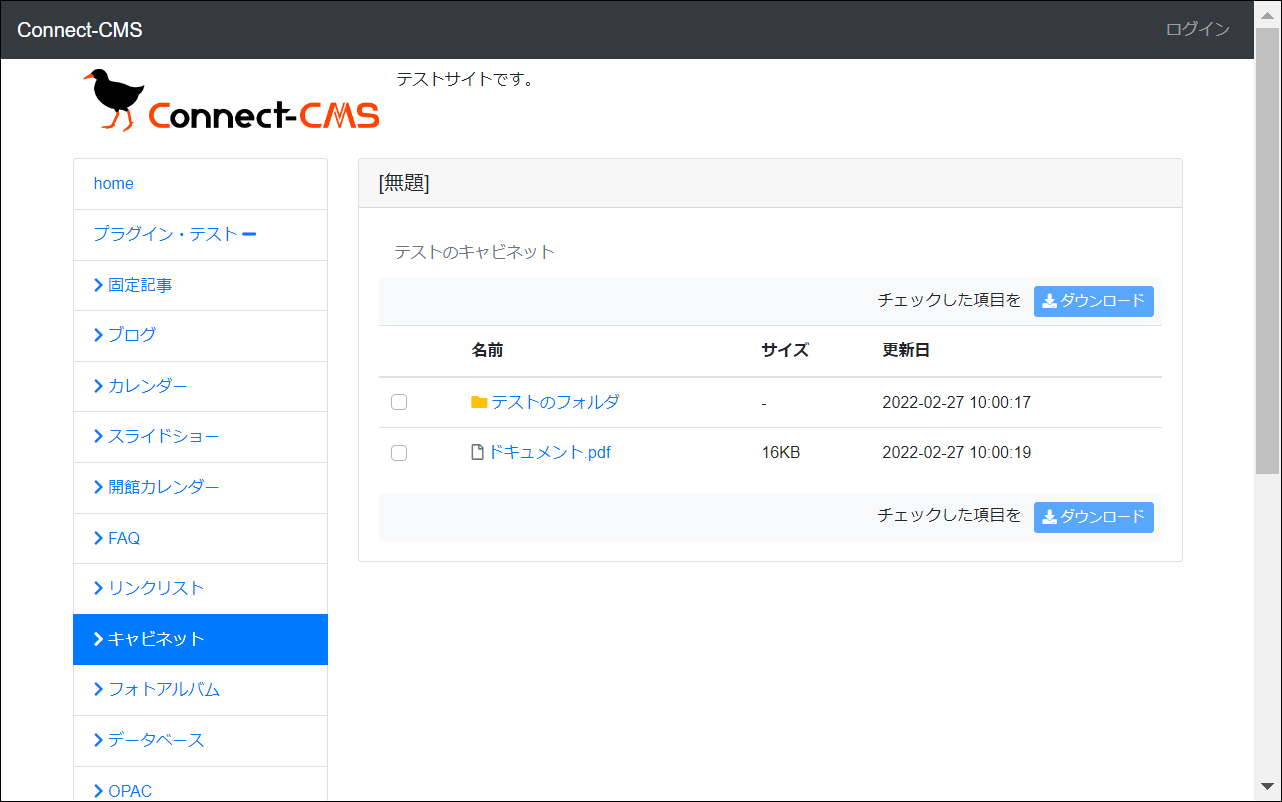 Connect-CMS
ログイン
Connect-CMS
テストサイトです。
home
プラグイン・テスト
固定記事
ブログ
カレンダー
スライドショー
開館カレンダー
FAQ
リンクリスト
キャビネット
フォトアルバム
データベース
OPAC
[無題]
テストのキャビネット
チェックした項目を ダウンロード
名前 サイズ 更新日
テストのフォルダ - 2022-02-27 10:00:17
ドキュメント.pdf 16KB 2022-02-27 10:00:19
チェックした項目を ダウンロード